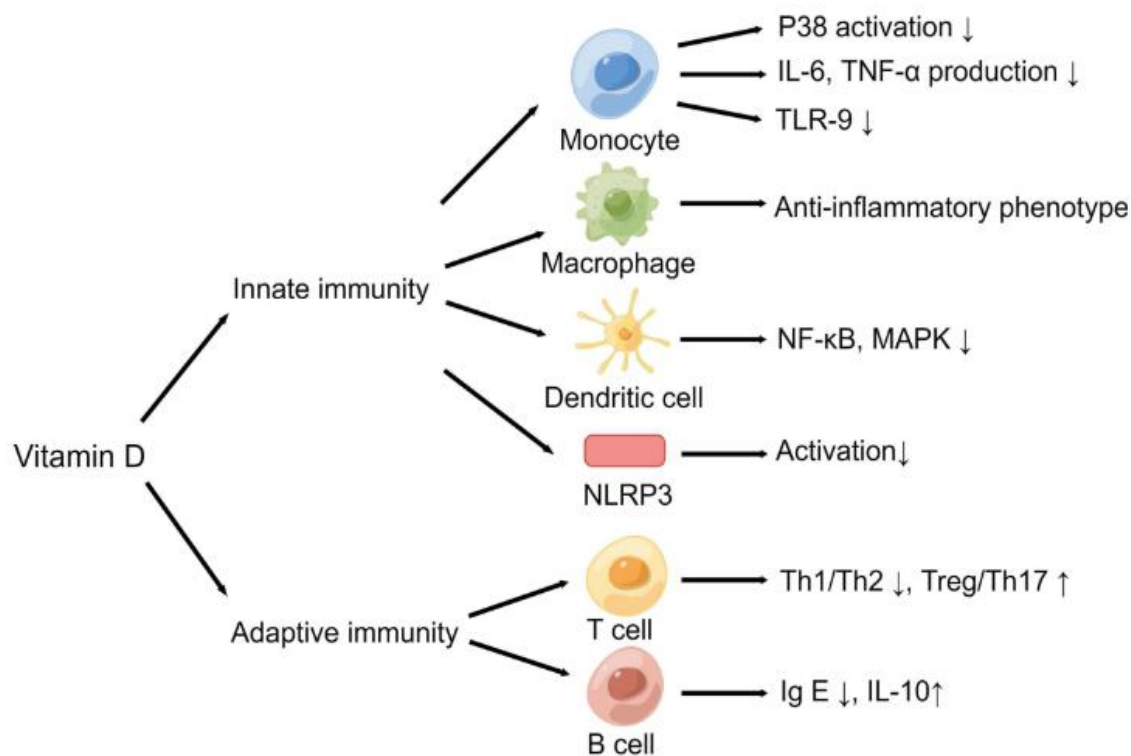 P38 activation ↓
IL-6, TNF-α production ↓
TLR-9 ↓
Monocyte
Anti-inflammatory phenotype
Macrophage
Innate immunity
NF-κB, MAPK ↓
Dendritic cell
Vitamin D
Activation↓
NLRP3
Th1/Th2 ↓, Treg/Th17 ↑
T cell
Adaptive immunity
Ig E ↓, IL-10↑
B cell